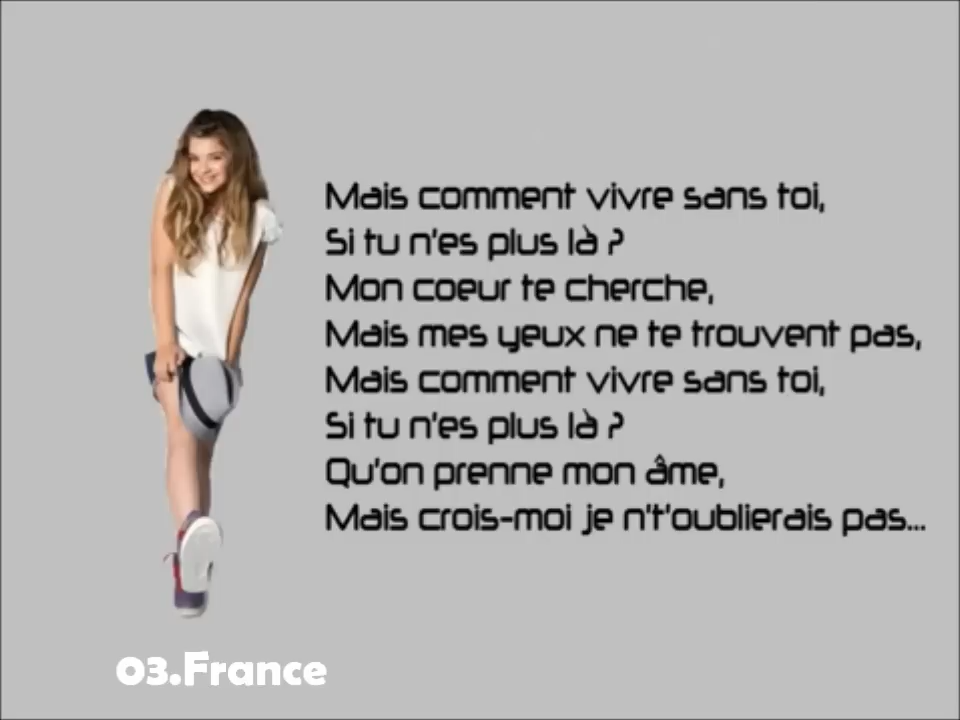 Mais comment vivre sans toi,
Si tu n'es plus là ?
Mon coeur te cherche,
Mais mes yeux ne te trouvent pas,
Mais comment vivre sans toi,
Si tu n'es plus là ?
Qu'on prenne mon âme,
Mais crois-moi je n't'oublierais pas...
03.France